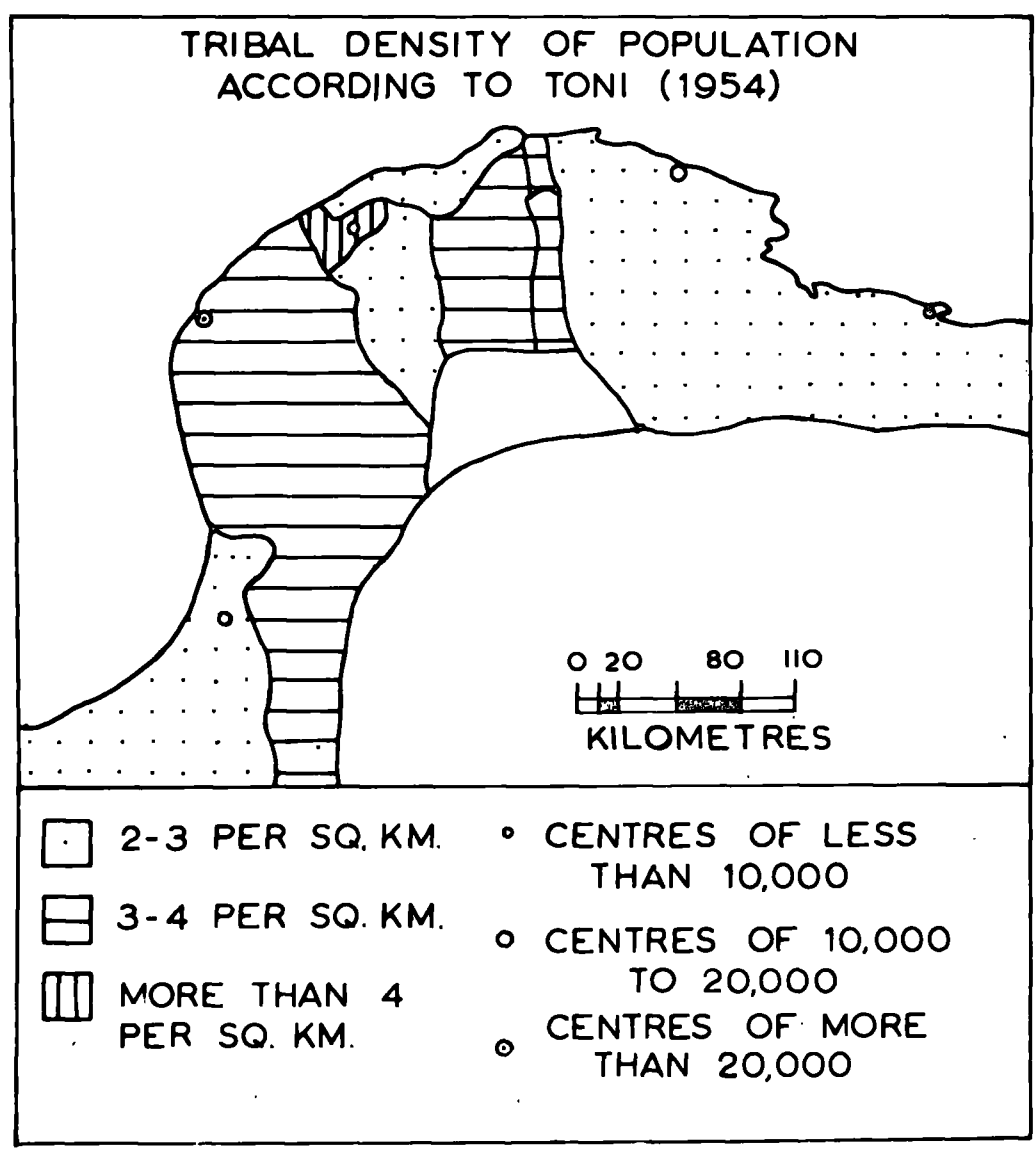 TRIBAL DENSITY OF POPULATION
ACCORDING TO TONI (1954)
0 20 80 110
KILOMETRES
2-3 PER SQ. KM.
3-4 PER SQ. KM.
MORE THAN 4
PER SQ. KM.
CENTRES OF LESS
THAN 10,000
CENTRES OF 10,000
TO 20,000
CENTRES OF MORE
THAN 20,000